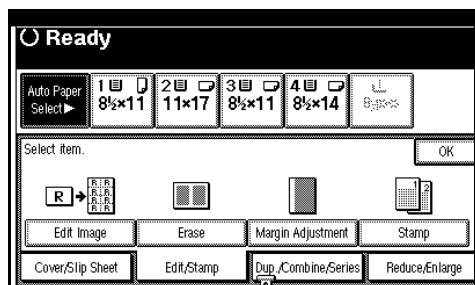 Ready
Auto Paper
Select▶
1
8½×11
2
11×17
3
8½×11
4
8½×14
Bypass
Select item.
OK
R
R R
R R
R R
R R
1 2
Edit Image
Erase
Margin Adjustment
Stamp
Cover/Slip Sheet
Edit/Stamp
Dup./Combine/Series
Reduce/Enlarge